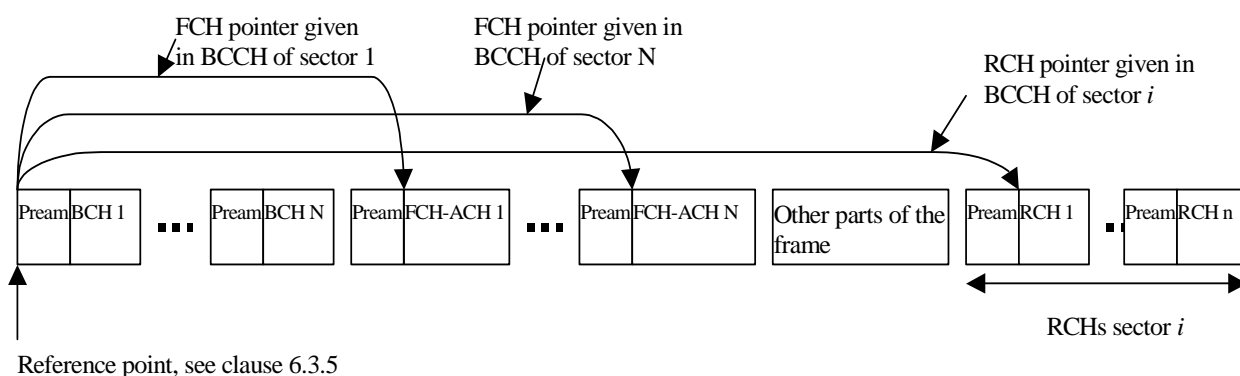 FCH pointer given
in BCCH of sector 1
FCH pointer given in
BCCH of sector N
RCH pointer given in
BCCH of sector i
Pream BCH 1
Pream BCH N
Pream FCH-ACH 1
Pream FCH-ACH N
Other parts of the
frame
Pream RCH 1
Pream RCH n
RCHs sector i
Reference point, see clause 6.3.5